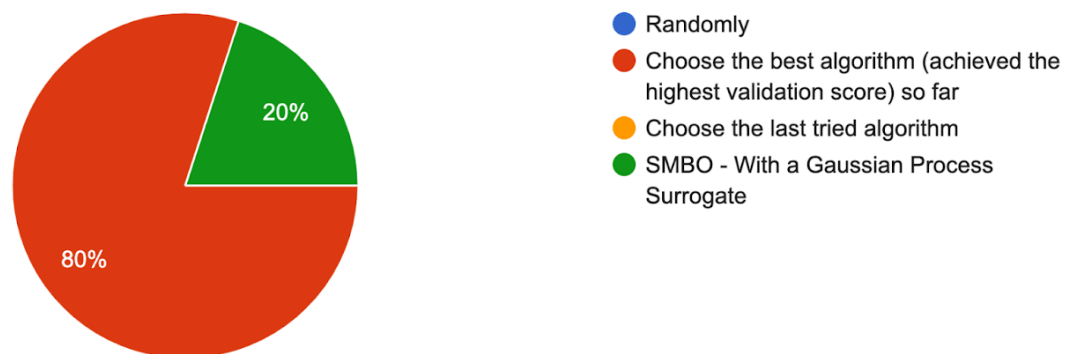 20%
80%
Randomly
Choose the best algorithm (achieved the
highest validation score) so far
Choose the last tried algorithm
SMBO - With a Gaussian Process
Surrogate